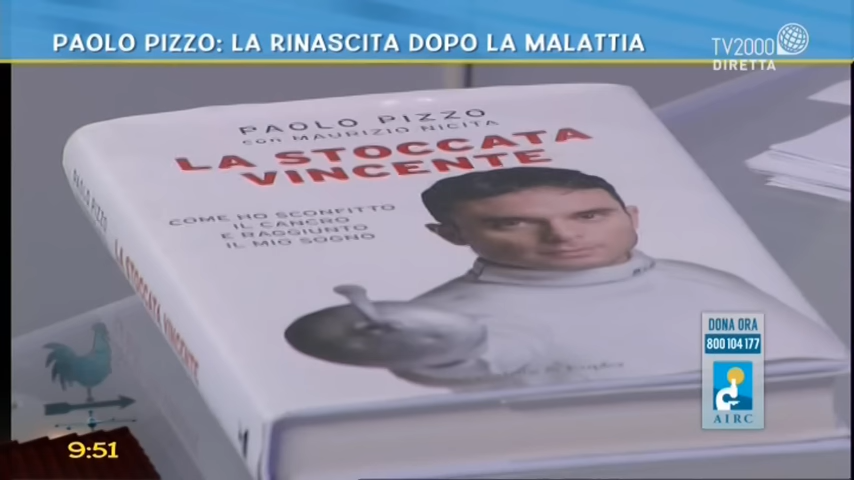 PAOLO PIZZO: LA RINASCITA DOPO LA MALATTIA
TV2000
DIRETTA
PAOLO PIZZO
con MAURIZIO NICITA
LA STOCCATA
VINCENTE
COME HO SCONFITTO
IL CANCRO
E RAGGIUNTO
IL MIO SOGNO
PAOLO PIZZO LA STOCCATA VINCENTE
DONA ORA
800 104 177
AIRC
9:51